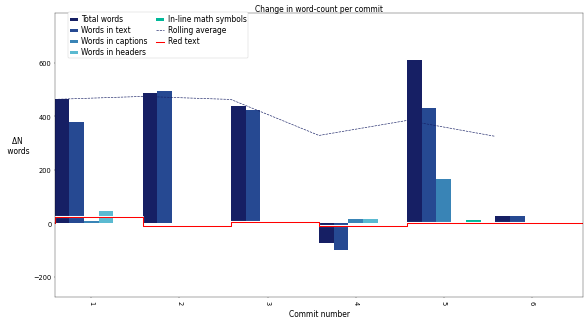 Change in word-count per commit
Total words
Words in text
Words in captions
Words in headers
In-line math symbols
Rolling average
Red text
600
400
200
0
−200
ΔN
words
1
2
3
4
5
6
Commit number